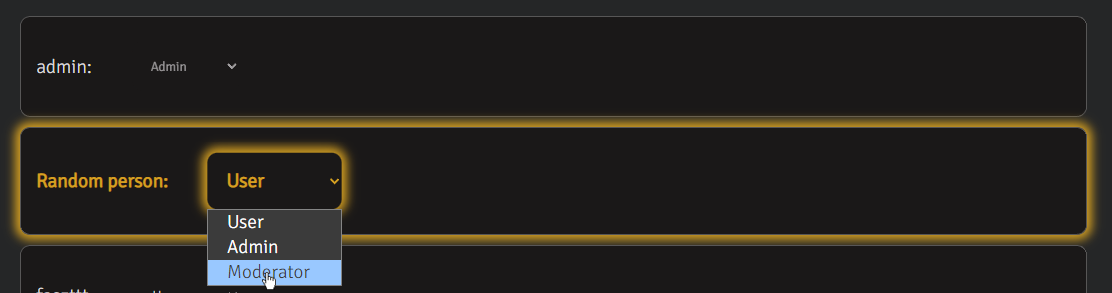 admin: Admin
Random person: User
User
Admin
Moderator